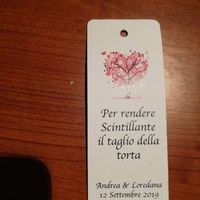 Per rendere
Scintillante
il taglio della
torta
Andrea & Loredana
12 Settembre 2019